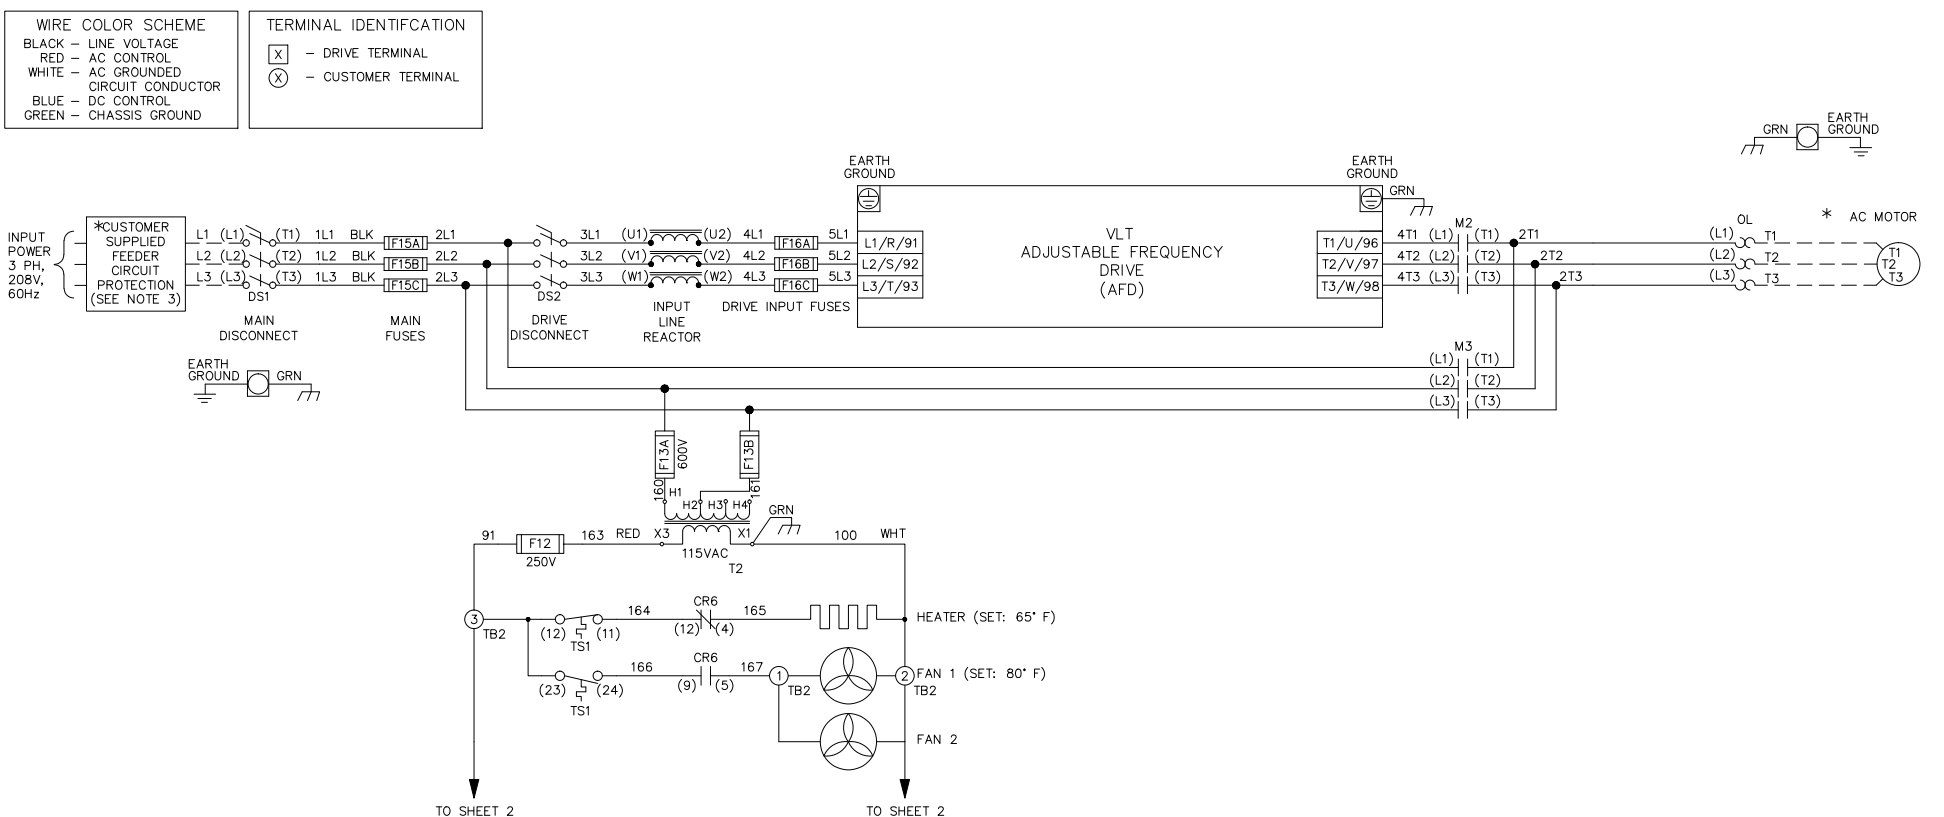 WIRE COLOR SCHEME
BLACK – LINE VOLTAGE
RED – AC CONTROL
WHITE – AC GROUNDED
CIRCUIT CONDUCTOR
BLUE – DC CONTROL
GREEN – CHASSIS GROUND
TERMINAL IDENTIFCATION
X – DRIVE TERMINAL
X – CUSTOMER TERMINAL
GRN
EARTH
GROUND
INPUT
POWER
3 PH,
208V,
60Hz
*CUSTOMER
SUPPLIED
FEEDER
CIRCUIT
PROTECTION
(SEE NOTE 3)
L1 (L1) (T1) 1L1 BLK F15A 2L1
L2 (L2) (T2) 1L2 BLK F15B 2L2
L3 (L3) (T3) 1L3 BLK F15C 2L3
DS1
MAIN
DISCONNECT
MAIN
FUSES
3L1 (U1) (U2) 4L1 F16A 5L1
3L2 (V1) (V2) 4L2 F16B 5L2
3L3 (W1) (W2) 4L3 F16C 5L3
DS2
DRIVE
DISCONNECT
INPUT
LINE
REACTOR
DRIVE INPUT FUSES
EARTH
GROUND
L1/R/91
L2/S/92
L3/T/93
VLT
ADJUSTABLE FREQUENCY
DRIVE
(AFD)
EARTH
GROUND
GRN
T1/U/96
T2/V/97
T3/W/98
M2
4T1 (L1) (T1) 2T1
4T2 (L2) (T2) 2T2
4T3 (L3) (T3) 2T3
OL
(L1) T1
(L2) T2
(L3) T3
* AC MOTOR
T1
T2
T3
EARTH
GROUND
GRN
M3
(L1) (T1)
(L2) (T2)
(L3) (T3)
F13A
600V
F13B
160
161
H1
H2
H3
H4
GRN
91
F12
250V
163 RED X3
115VAC
X1
100 WHT
T2
3
TB2
(12) (11)
TS1
164
CR6
(12) (4)
165
HEATER (SET: 65° F)
(23) (24)
TS1
166
CR6
(9) (5)
167
1
TB2
2
TB2
FAN 1 (SET: 80° F)
FAN 2
TO SHEET 2
TO SHEET 2